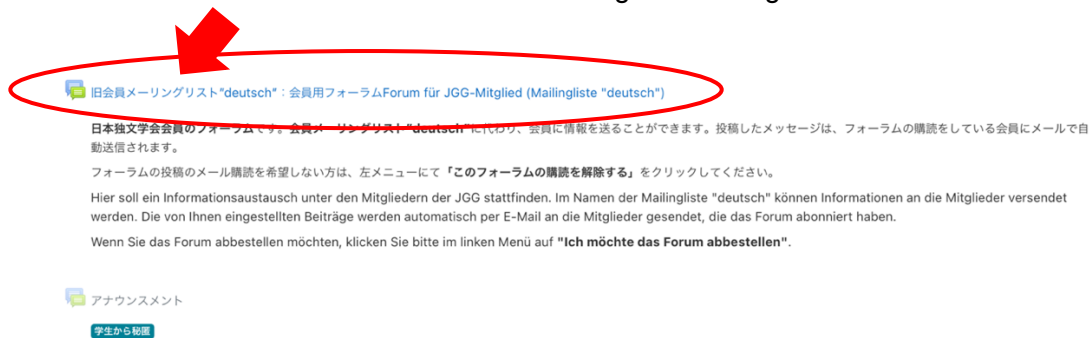 旧会員メーリングリスト"deutsch"：会員用フォーラムForum für JGG-Mitglied (Mailingliste "deutsch")
日本独文学会会員のフォーラムです。会員メーリングリスト"deutsch"に代わり、会員に情報を送ることができます。投稿したメッセージは、フォーラムの購読をしている会員にメールで自
動送信されます。
フォーラムの投稿のメール購読を希望しない方は、左メニューにて「このフォーラムの購読を解除する」をクリックしてください。
Hier soll ein Informationsaustausch unter den Mitgliedern der JGG stattfinden. Im Namen der Mailingliste "deutsch" können Informationen an die Mitglieder versendet
werden. Die von Ihnen eingestellten Beiträge werden automatisch per E-Mail an die Mitglieder gesendet, die das Forum abonniert haben.
Wenn Sie das Forum abbestellen möchten, klicken Sie bitte im linken Menü auf "Ich möchte das Forum abbestellen".
アナウンスメント
学生から秘匿